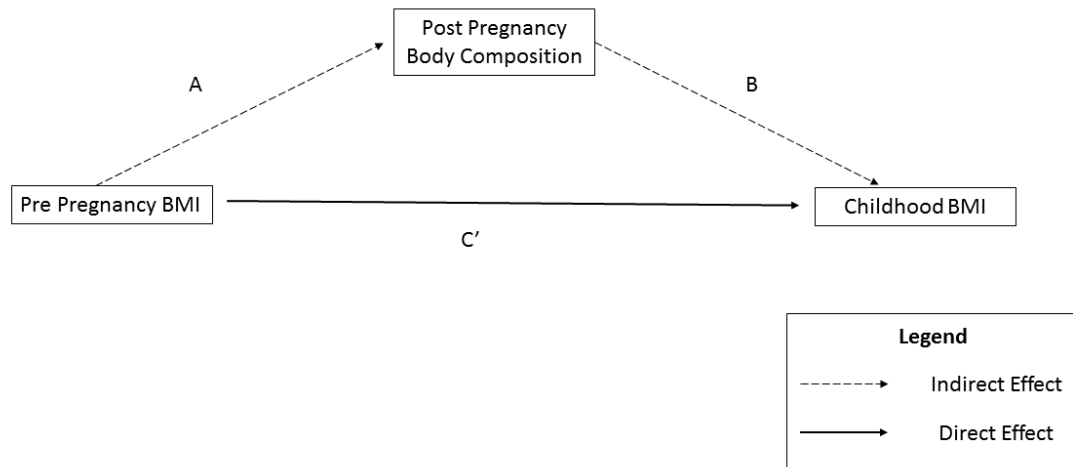 Post Pregnancy
Body Composition
A
B
Pre Pregnancy BMI
Childhood BMI
C’
Legend
Indirect Effect
Direct Effect